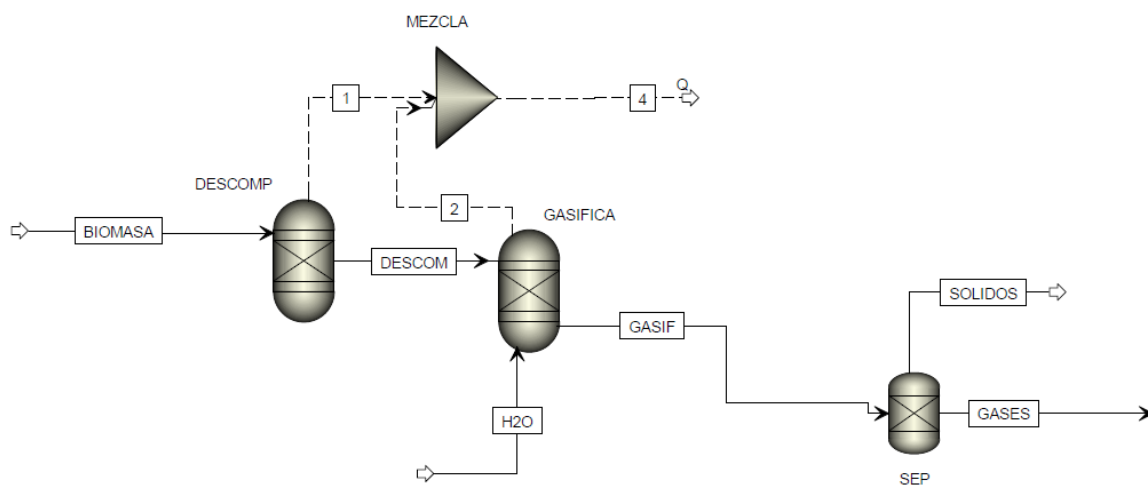 MEZCLA
1
4
Q
DESCOMP
2
GASIFICA
BIOMASA
DESCOM
SOLIDOS
GASIF
H2O
GASES
SEP